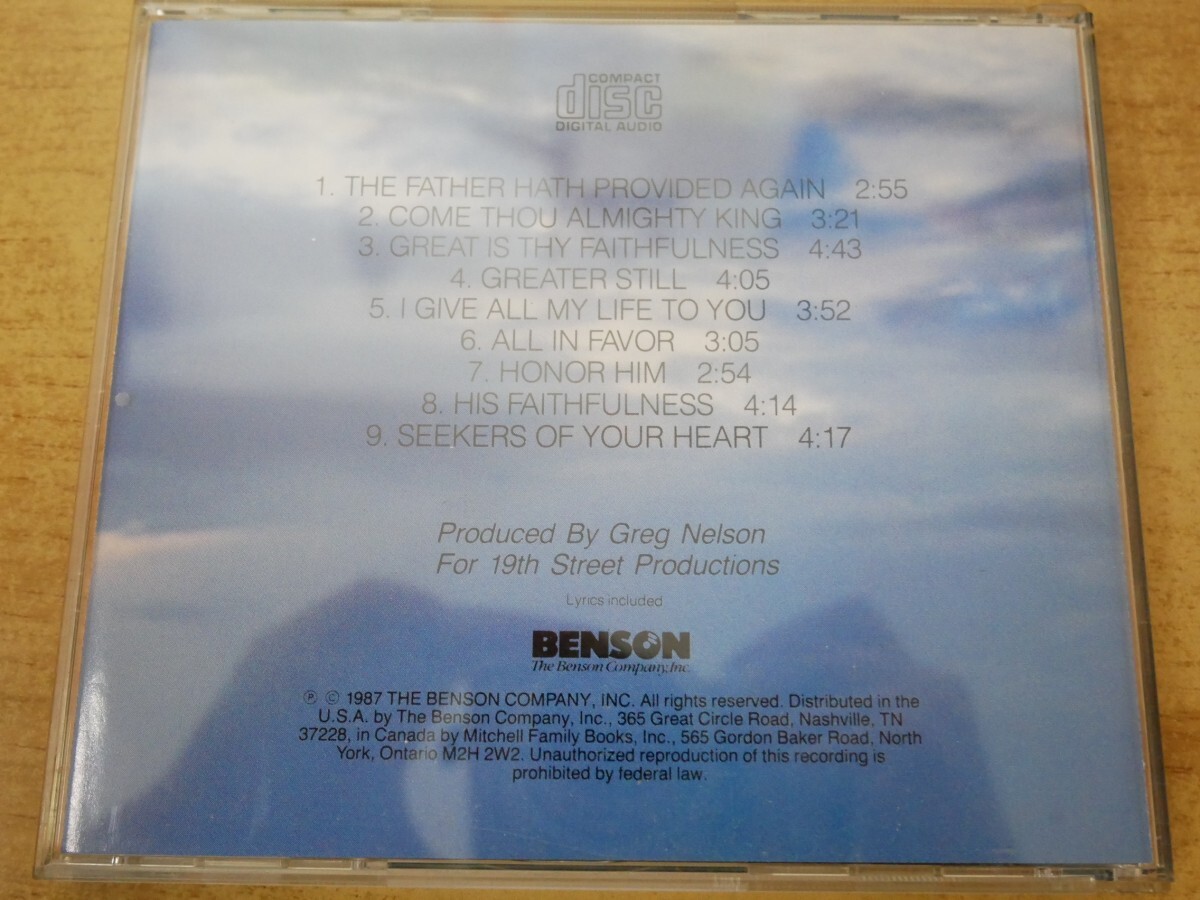 COMPACT
disc
DIGITAL AUDIO
1. THE FATHER HATH PROVIDED AGAIN 2:55
2. COME THOU ALMIGHTY KING 3:21
3. GREAT IS THY FAITHFULNESS 4:43
4. GREATER STILL 4:05
5. I GIVE ALL MY LIFE TO YOU 3:52
6. ALL IN FAVOR 3:05
7. HONOR HIM 2:54
8. HIS FAITHFULNESS 4:14
9. SEEKERS OF YOUR HEART 4:17
Produced By Greg Nelson
For 19th Street Productions
Lyrics included
BENSON
The Benson Company, Inc.
℗ © 1987 THE BENSON COMPANY, INC. All rights reserved. Distributed in the
U.S.A. by The Benson Company, Inc., 365 Great Circle Road, Nashville, TN
37228, in Canada by Mitchell Family Books, Inc., 565 Gordon Baker Road, North
York, Ontario M2H 2W2. Unauthorized reproduction of this recording is
prohibited by federal law.